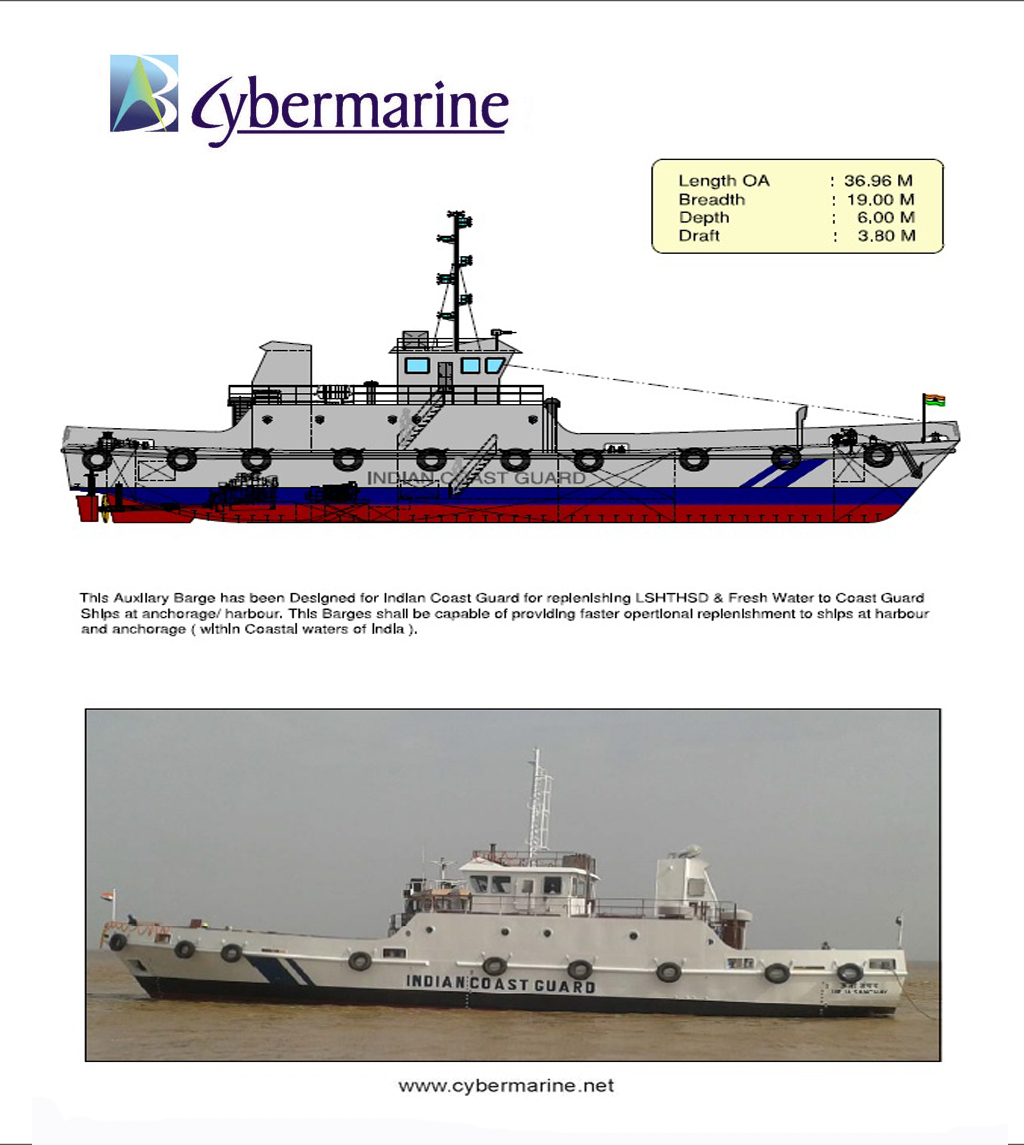 Cybermarine
Length OA : 36.96 M
Breadth : 19.00 M
Depth : 6.00 M
Draft : 3.80 M
INDIAN COAST GUARD
This Auxilary Barge has been Designed for Indian Coast Guard for replenishing LSHTHSD & Fresh Water to Coast Guard
Ships at anchorage/ harbour. This Barges shall be capable of providing faster opertional replenishment to ships at harbour
and anchorage ( within Coastal waters of India ).
INDIAN COAST GUARD
www.cybermarine.net